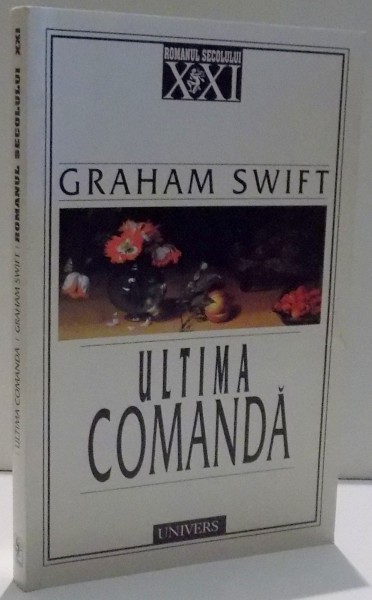 ROMANUL SECOLULUI
XXI
GRAHAM SWIFT
ULTIMA
COMANDĂ
UNIVERS
ULTIMA COMANDĂ / GRAHAM SWIFT / ROMANUL SECOLULUI XXI